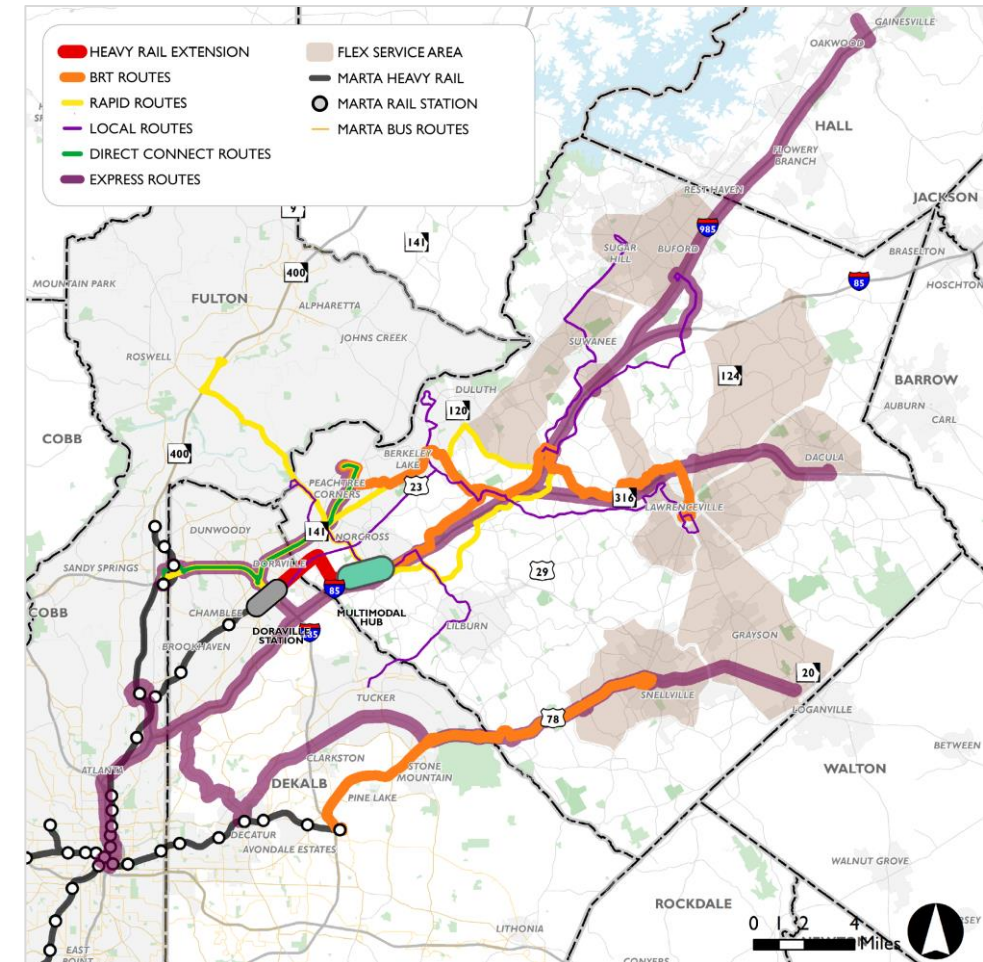 HEAVY RAIL EXTENSION
BRT ROUTES
RAPID ROUTES
LOCAL ROUTES
DIRECT CONNECT ROUTES
EXPRESS ROUTES
FLEX SERVICE AREA
MARTA HEAVY RAIL
MARTA RAIL STATION
MARTA BUS ROUTES
GAINESVILLE
OAKWOOD
HALL
FLOWERY
BRANCH
REST HAVEN
JACKSON
985
SUGAR
HILL
BUFORD
BRASELTON
9
141
400
85
HOSCHTON
MOUNTAIN PARK
FULTON
ALPHARETTA
JOHNS CREEK
SUWANEE
ROSWELL
DULUTH
124
BARROW
120
AUBURN
CARL
COBB
400
BERKELEY
LAKE
DACULA
PEACHTREE
CORNERS
23
316
LAWRENCEVILLE
DUNWOODY
141
NORGROSS
SANDY SPRINGS
DORAVILLE
29
85
COBB
CHAMBLEE
MULTIMODAL
HUB
DORAVILLE
STATION
85
LILBURN
BROOKHAVEN
GRAYSON
TUCKER
20
SNELLVILLE
LOGANVILLE
78
BETWEEN
ATLANTA
CLARKSTON
STONE
MOUNTAIN
WALTON
DEKALB
PINE LAKE
DECATUR
AVONDALE ESTATES
WALNUT GROVE
ROCKDALE
0 1 2 4
Miles
LITHONIA
EAST
POINT
CONYERS